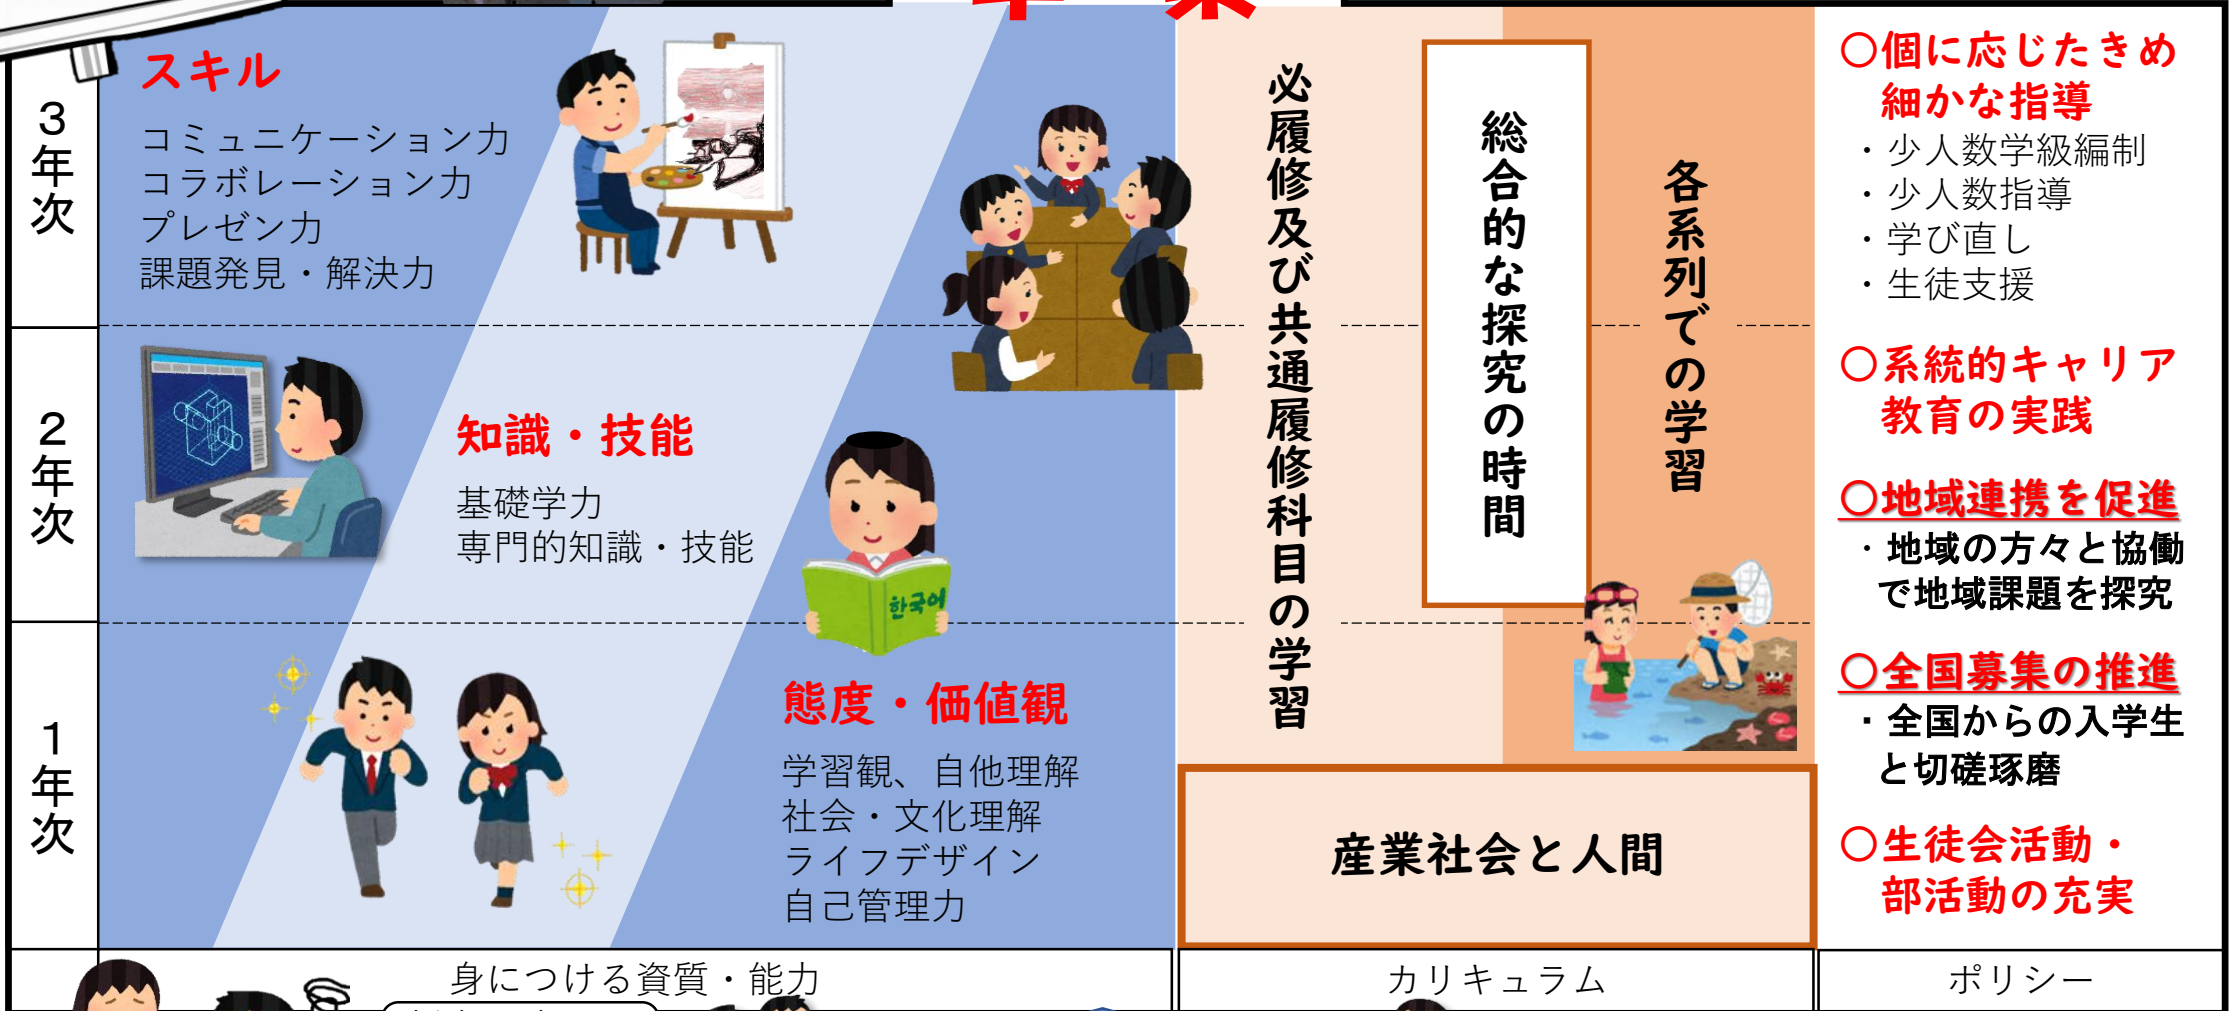 卒業
3年次
スキル
コミュニケーション力
コラボレーション力
プレゼン力
課題発見・解決力
2年次
知識・技能
基礎学力
専門的知識・技能
한국어
1年次
態度・価値観
学習観、自他理解
社会・文化理解
ライフデザイン
自己管理力
必履修及び共通履修科目の学習
総合的な探究の時間
各系列での学習
産業社会と人間
〇個に応じたきめ
細かな指導
・少人数学級編制
・少人数指導
・学び直し
・生徒支援
〇系統的キャリア
教育の実践
〇地域連携を促進
・地域の方々と協働
で地域課題を探究
〇全国募集の推進
・全国からの入学生
と切磋琢磨
〇生徒会活動・
部活動の充実
身につける資質・能力
カリキュラム
ポリシー